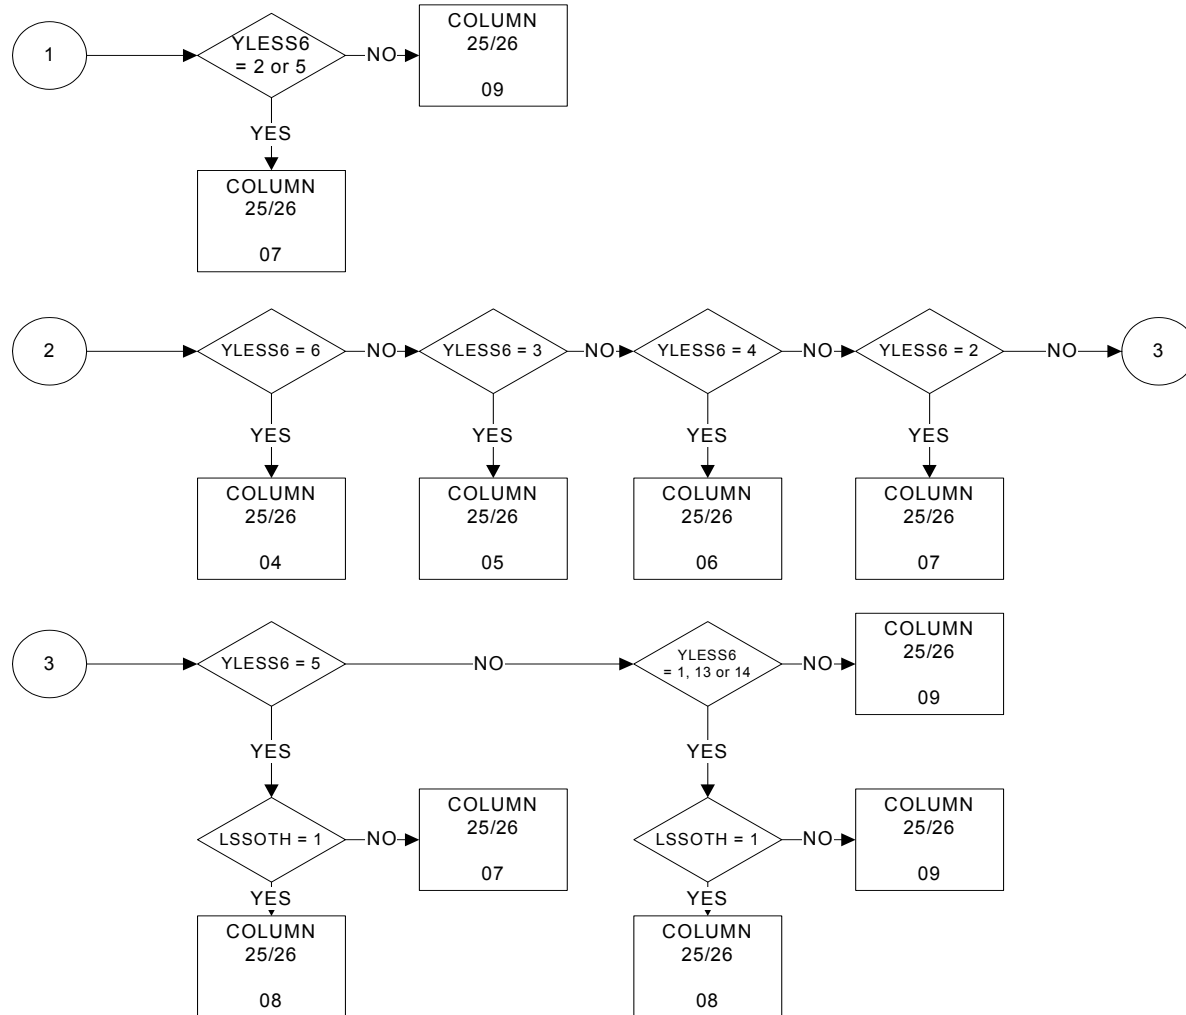 1
YLESS6
= 2 or 5
NO
COLUMN
25/26
09
YES
COLUMN
25/26
07
2
YLESS6 = 6
NO
YLESS6 = 3
NO
YLESS6 = 4
NO
YLESS6 = 2
NO
3
YES
YES
YES
YES
COLUMN
25/26
04
COLUMN
25/26
05
COLUMN
25/26
06
COLUMN
25/26
07
3
YLESS6 = 5
NO
YLESS6
= 1, 13 or 14
NO
COLUMN
25/26
09
YES
YES
LSSOTH = 1
NO
COLUMN
25/26
07
LSSOTH = 1
NO
COLUMN
25/26
09
YES
YES
COLUMN
25/26
08
COLUMN
25/26
08